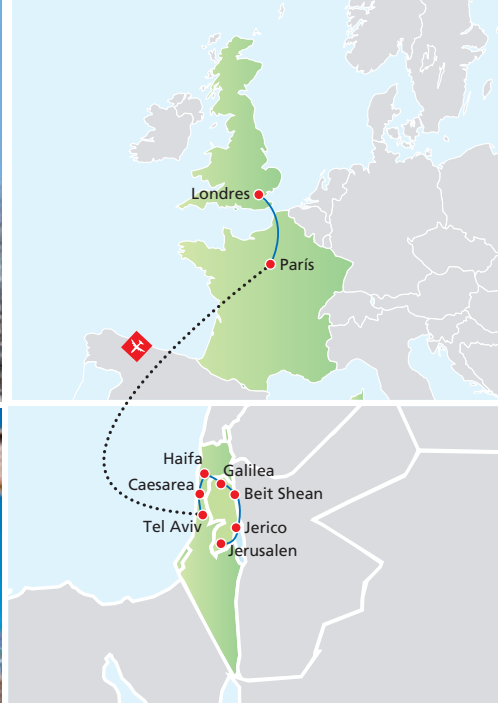 Londres
París
Haifa
Galilea
Caesarea
Beit Shean
Tel Aviv
Jerico
Jerusalen